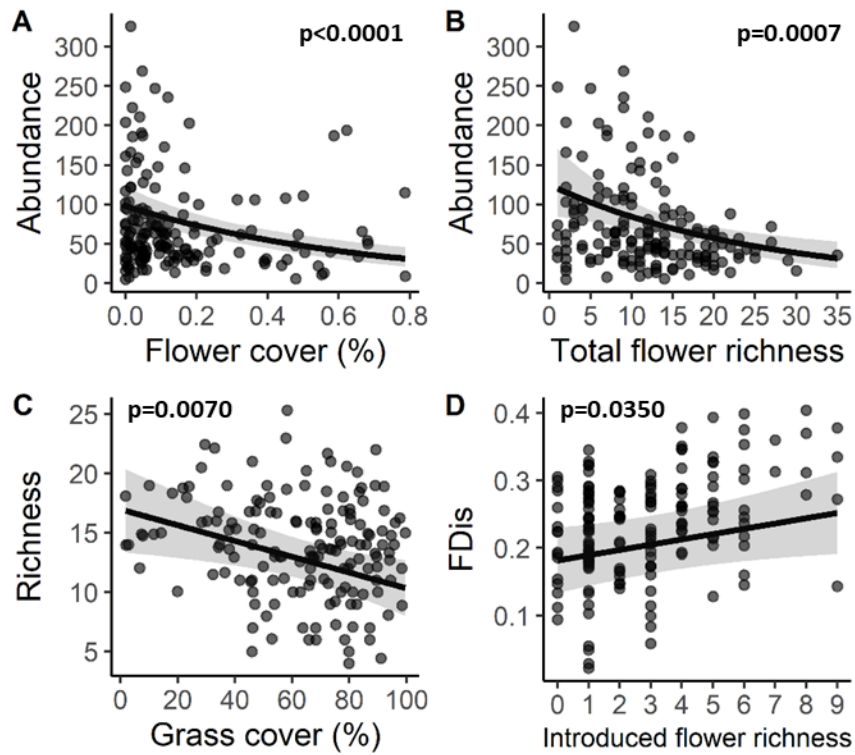 A
p<0.0001
Abundance
300
250
200
150
100
50
0
0.0 0.2 0.4 0.6 0.8
Flower cover (%)
B
p=0.0007
Abundance
300
250
200
150
100
50
0
0 5 10 15 20 25 30 35
Total flower richness
C
p=0.0070
Richness
25
20
15
10
5
0 20 40 60 80 100
Grass cover (%)
D
p=0.0350
FDis
0.4
0.3
0.2
0.1
0 1 2 3 4 5 6 7 8 9
Introduced flower richness